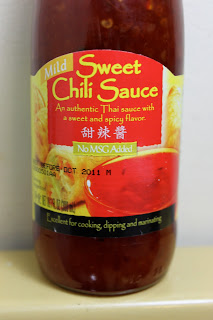 Mild Sweet
Chili Sauce
An authentic Thai sauce with
a sweet and spicy flavor.
甜辣醬
No MSG Added
BEFORE: OCT 2011 M
Excellent for cooking, dipping and marinating.